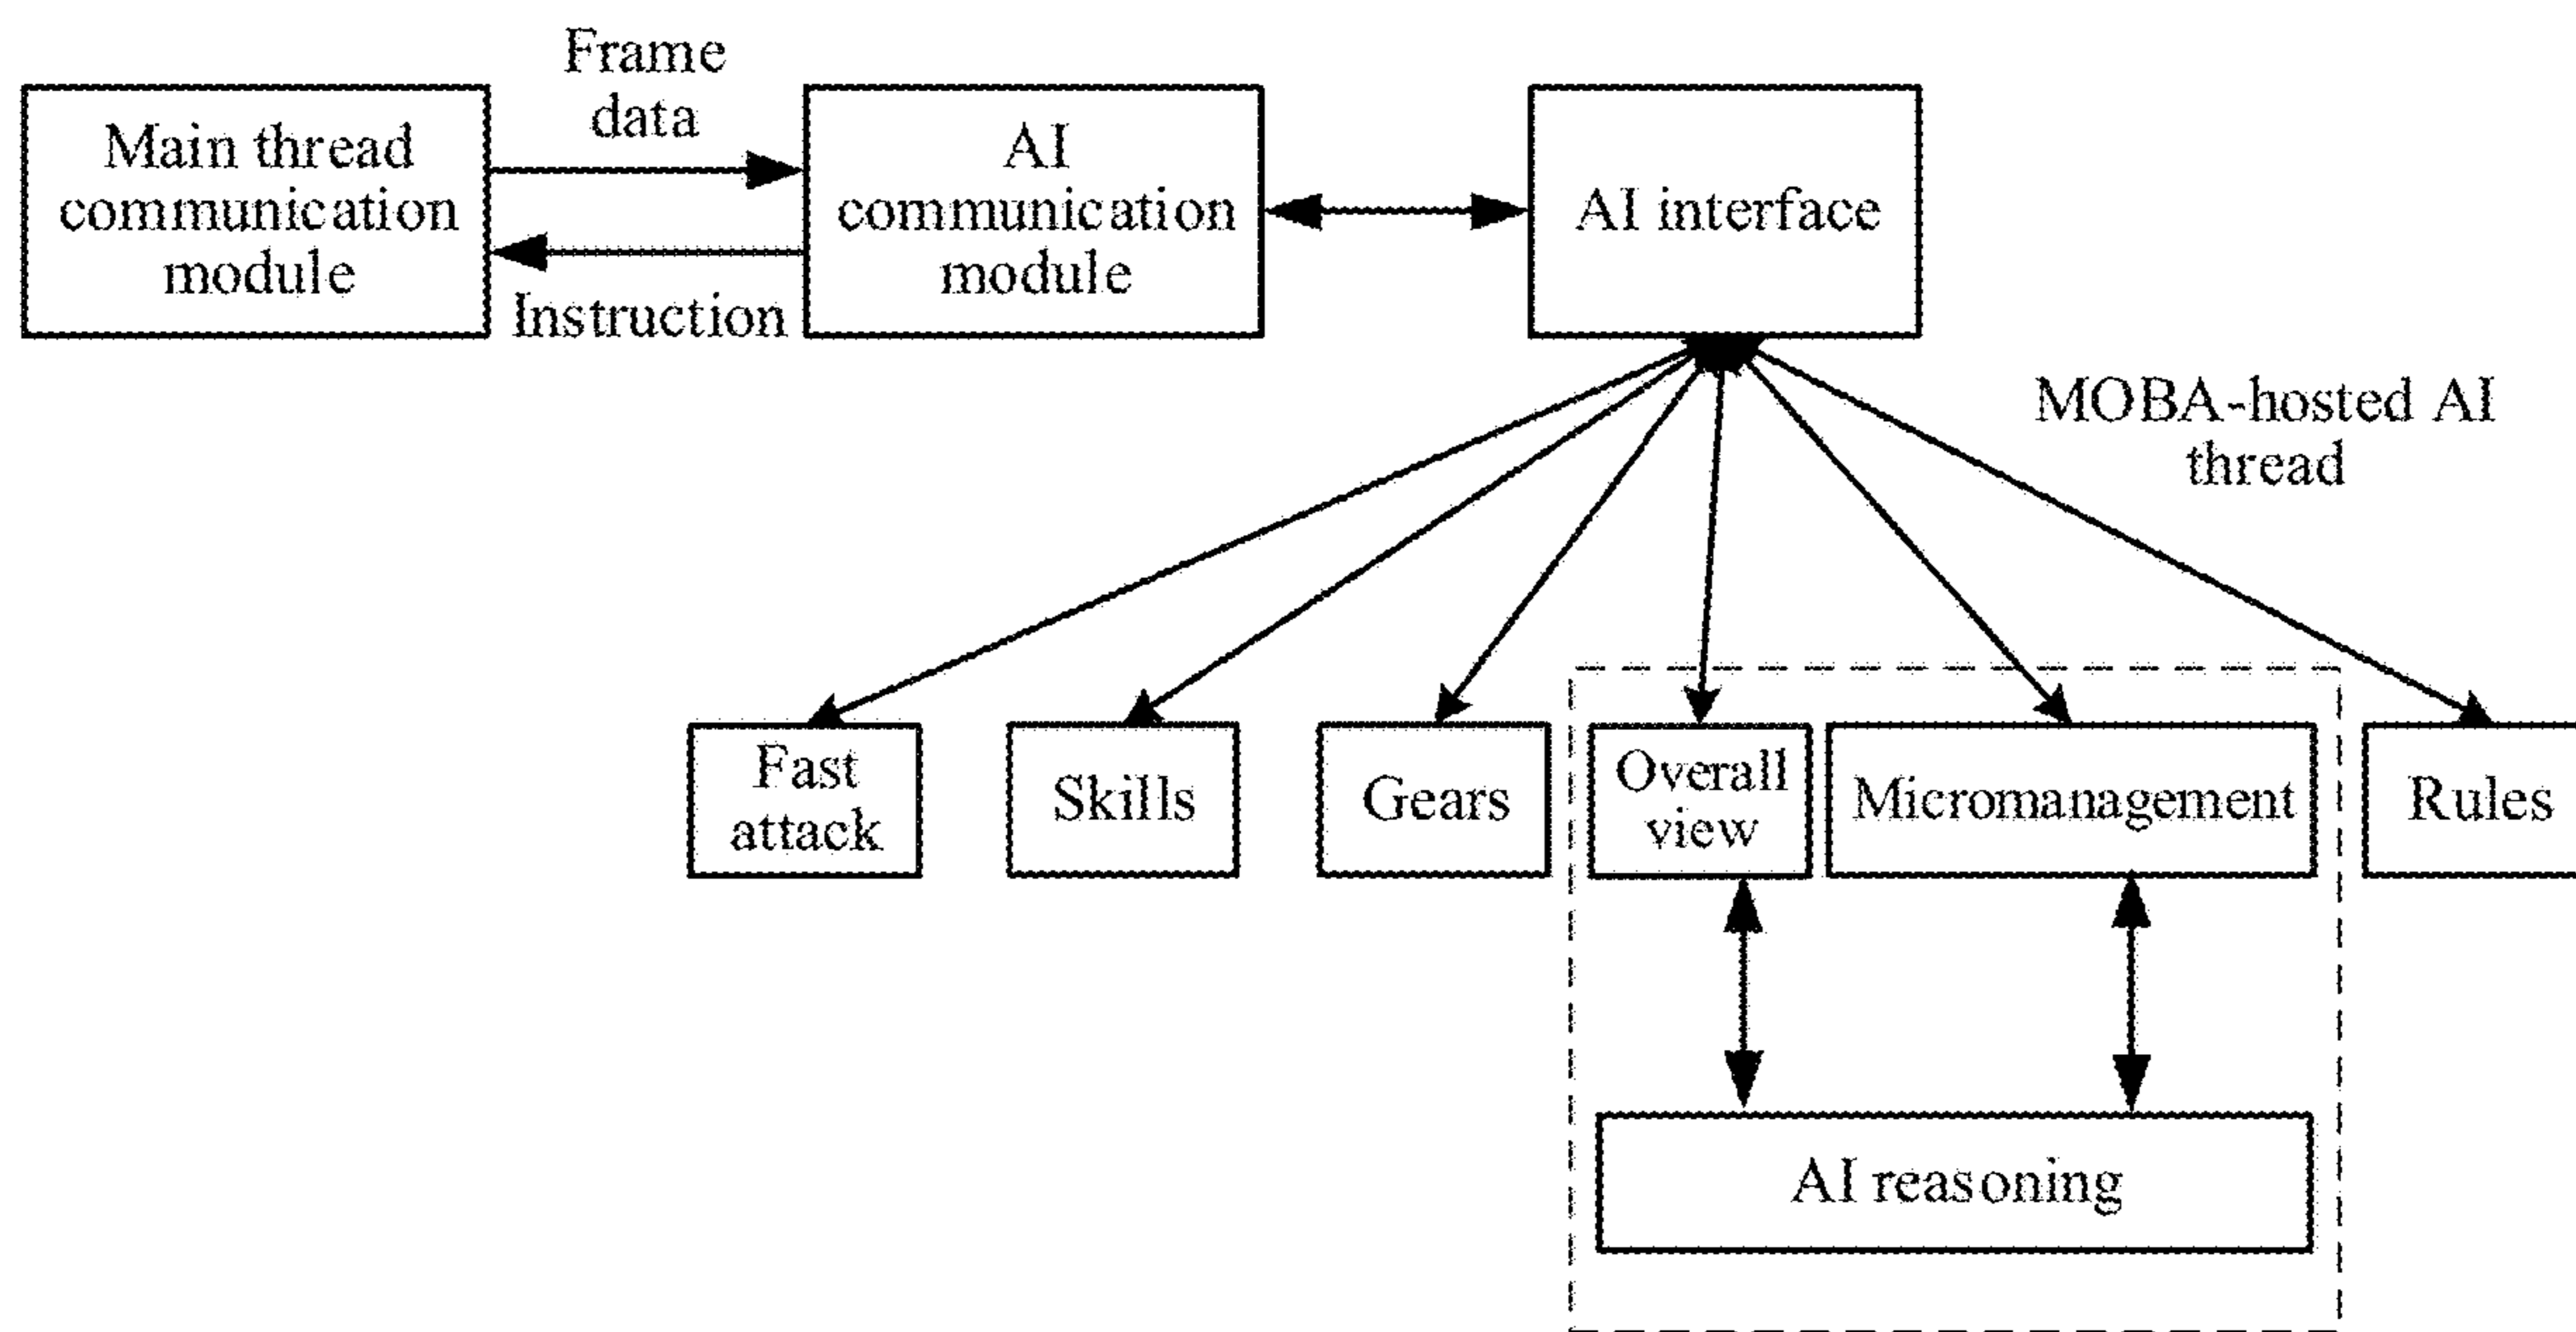 Frame
data
Main thread
communication
module
AI
communication
module
AI interface
Instruction
MOBA-hosted AI
thread
Fast
attack
Skills
Gears
Overall
view
Micromanagement
Rules
AI reasoning